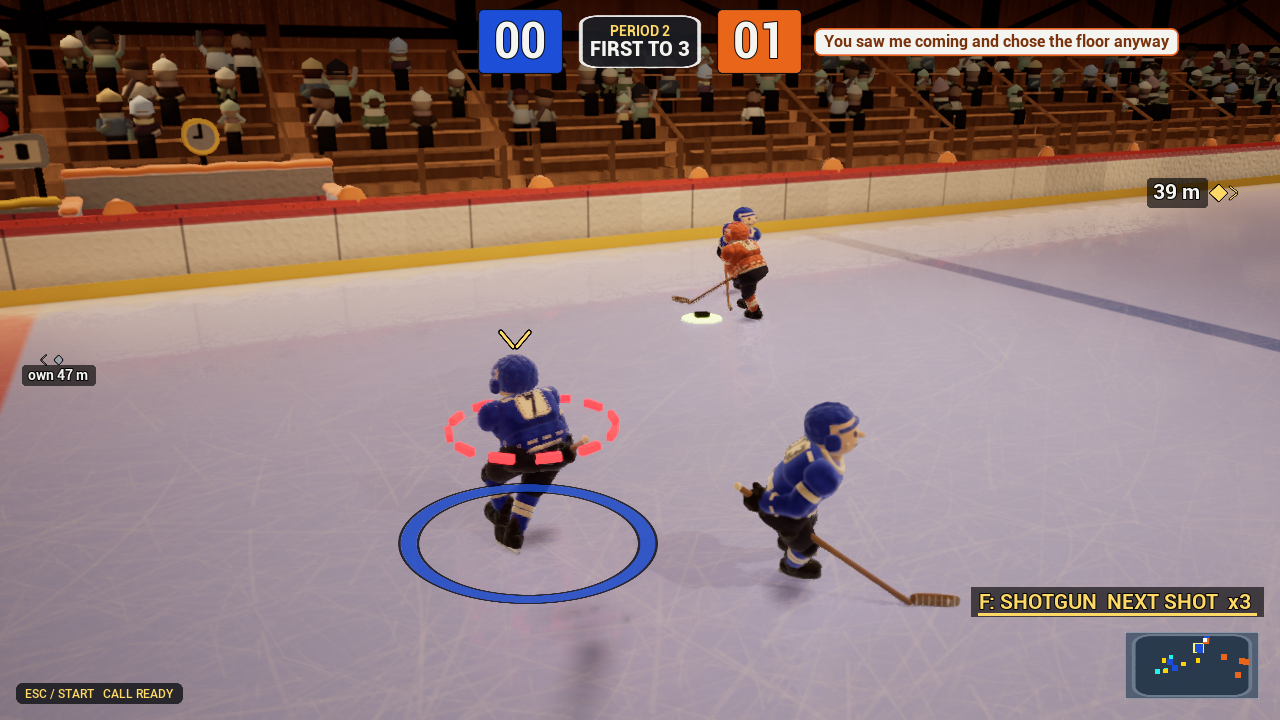 00
PERIOD 2
FIRST TO 3
01
You saw me coming and chose the floor anyway
39 m
own 47 m
F: SHOTGUN NEXT SHOT x3
ESC / START CALL READY